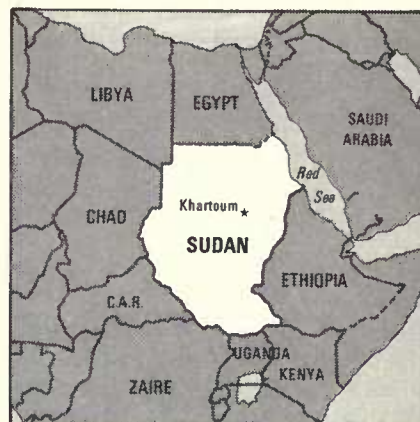 LIBYA
EGYPT
SAUDI
ARABIA
Red
Sea
Khartoum
CHAD
SUDAN
ETHIOPIA
C.A.R.
UGANDA
KENYA
ZAIRE